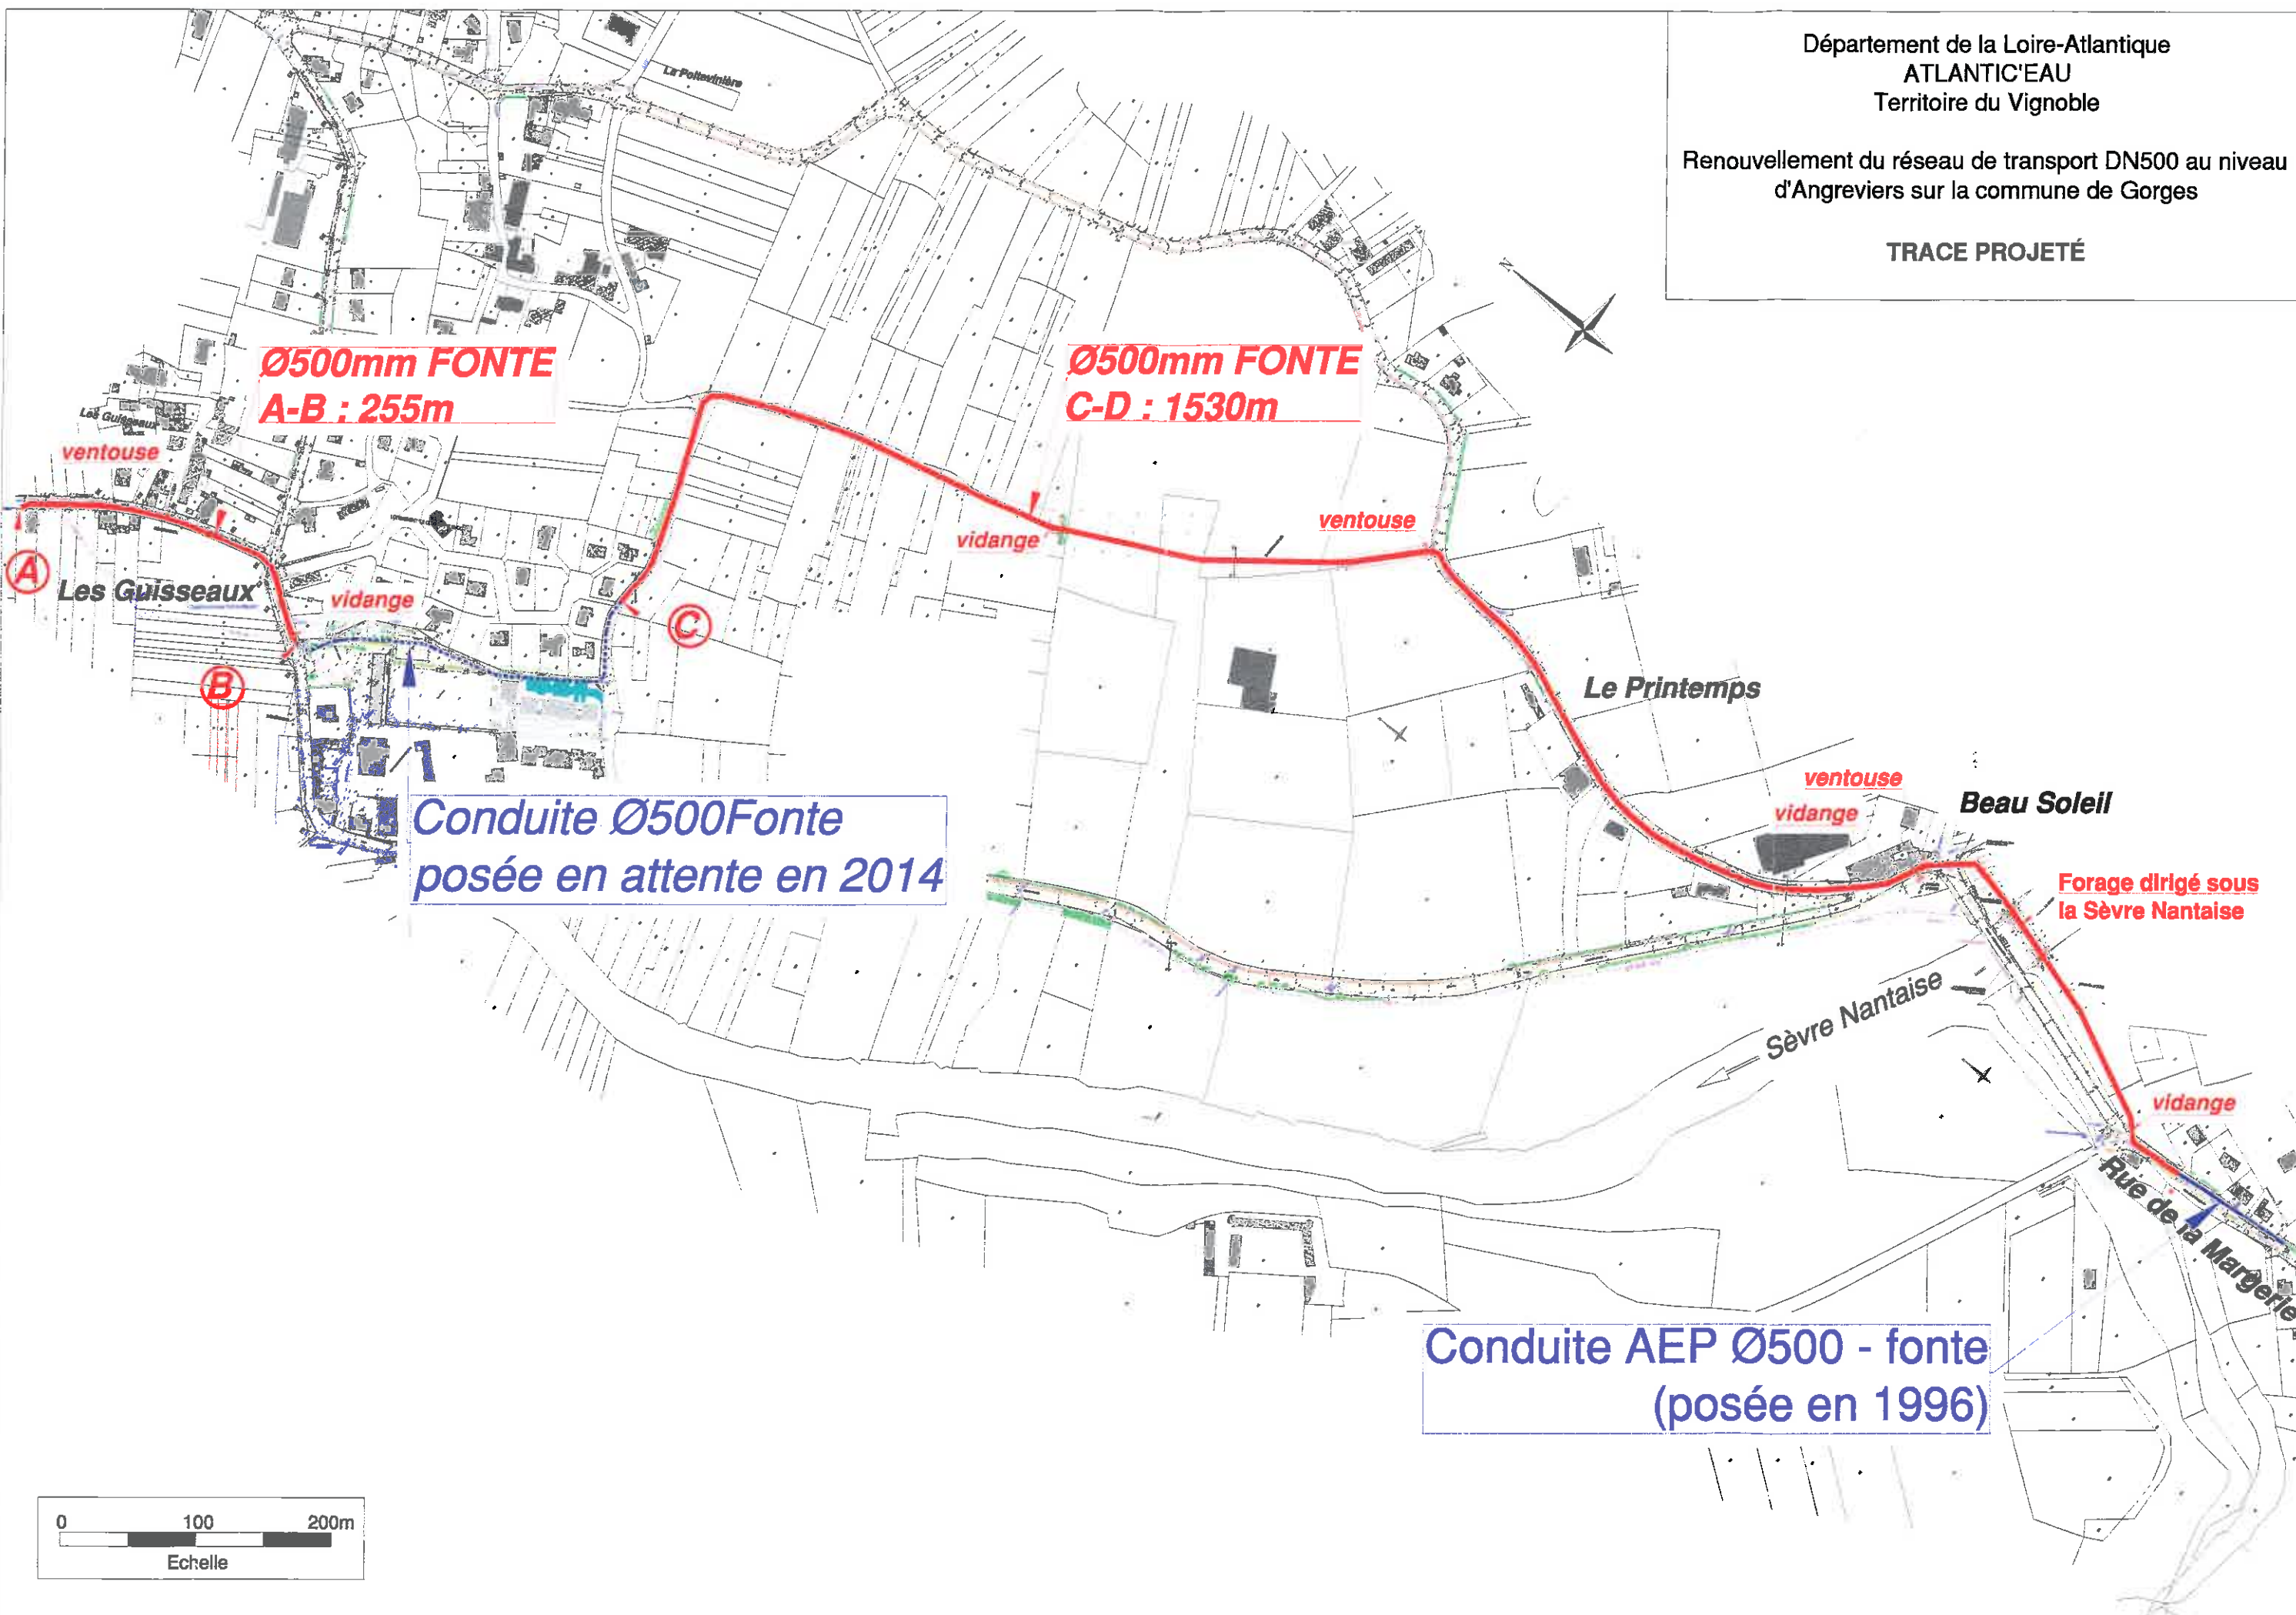 Département de la Loire-Atlantique
ATLANTIC'EAU
Territoire du Vignoble
Renouvellement du réseau de transport DN500 au niveau
d'Angreviers sur la commune de Gorges
TRACE PROJETÉ
La Poitevinière
N
Ø500mm FONTE
A-B : 255m
Ø500mm FONTE
C-D : 1530m
Les Guisseaux
ventouse
A
Les Guisseaux
vidange
B
C
vidange
ventouse
Le Printemps
ventouse
vidange
Beau Soleil
Forage dirigé sous
la Sèvre Nantaise
Conduite Ø500Fonte
posée en attente en 2014
Sèvre Nantaise
vidange
Rue de la Margerie
Conduite AEP Ø500 - fonte
(posée en 1996)
0 100 200m
Echelle